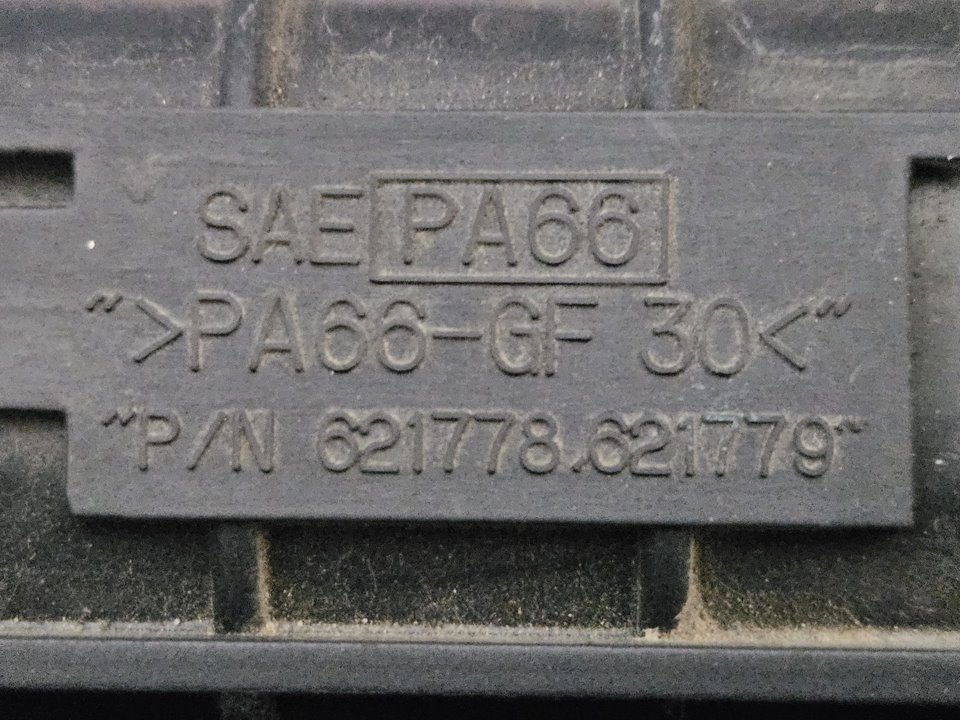 SAE PA66
">PA66-GF 30<"
"P/N 621778.621779"